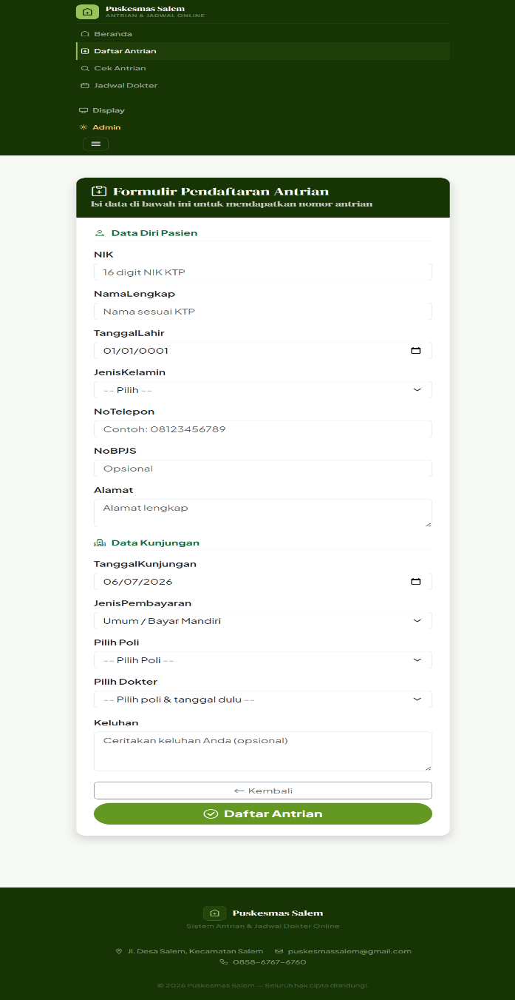 Puskesmas Salem
ANTRIAN & JADWAL ONLINE
Beranda
Daftar Antrian
Cek Antrian
Jadwal Dokter
Display
Admin
Formulir Pendaftaran Antrian
Isi data di bawah ini untuk mendapatkan nomor antrian
Data Diri Pasien
NIK
16 digit NIK KTP
NamaLengkap
Nama sesuai KTP
TanggalLahir
01/01/0001
JenisKelamin
-- Pilih --
NoTelepon
Contoh: 08123456789
NoBPJS
Opsional
Alamat
Alamat lengkap
Data Kunjungan
TanggalKunjungan
06/07/2026
JenisPembayaran
Umum / Bayar Mandiri
Pilih Poli
-- Pilih Poli --
Pilih Dokter
-- Pilih poli & tanggal dulu --
Keluhan
Ceritakan keluhan Anda (opsional)
← Kembali
Daftar Antrian
Puskesmas Salem
Sistem Antrian & Jadwal Dokter Online
Jl. Desa Salem, Kecamatan Salem puskesmassalem@gmail.com
0858-6767-6760
© 2026 Puskesmas Salem — Seluruh hak cipta dilindungi.